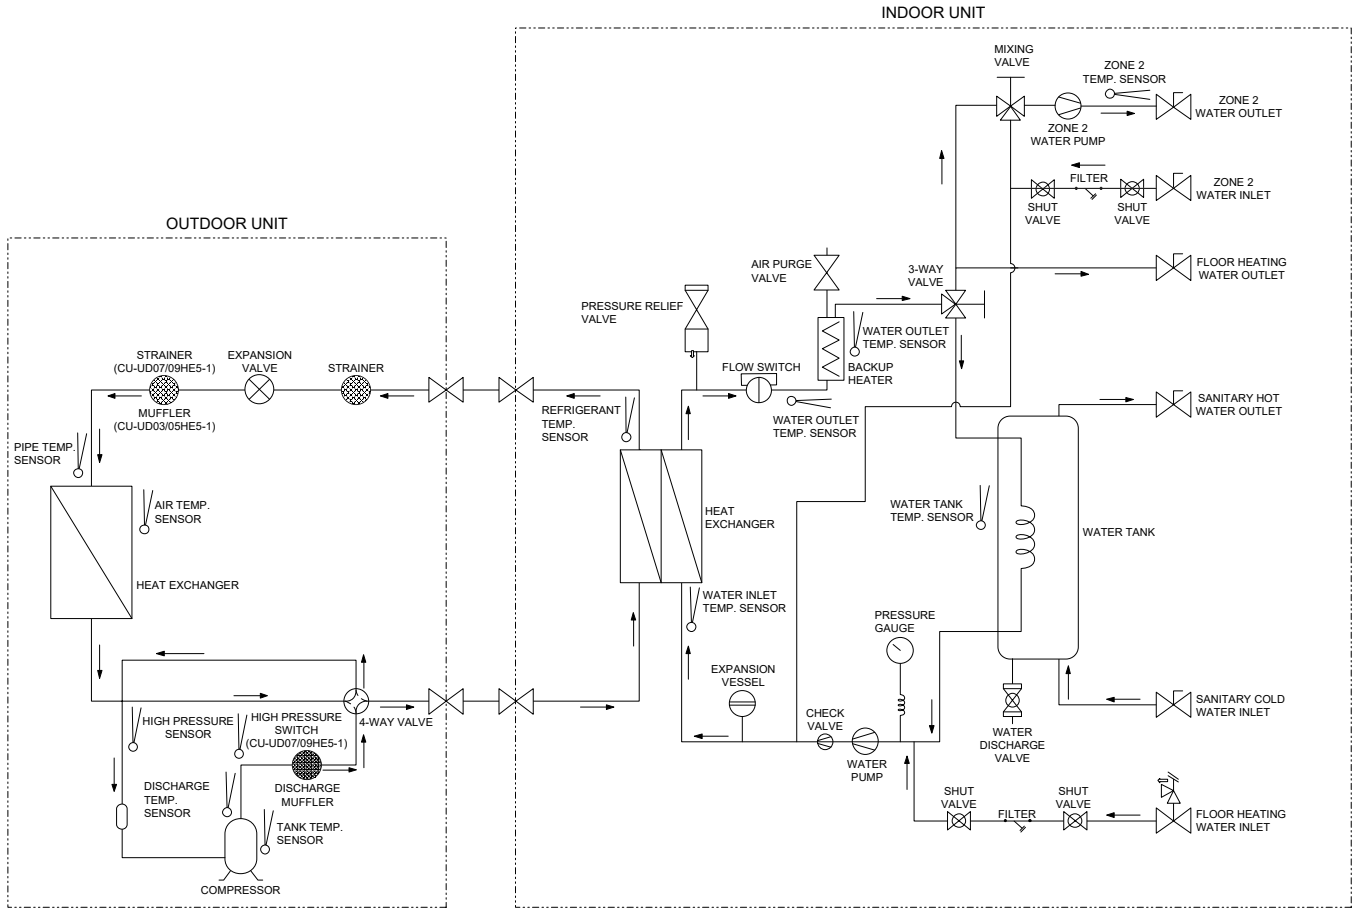 INDOOR UNIT
MIXING
VALVE
ZONE 2
TEMP. SENSOR
ZONE 2
WATER OUTLET
ZONE 2
WATER PUMP
FILTER
SHUT
VALVE
SHUT
VALVE
ZONE 2
WATER INLET
OUTDOOR UNIT
AIR PURGE
VALVE
3-WAY
VALVE
FLOOR HEATING
WATER OUTLET
PRESSURE RELIEF
VALVE
WATER OUTLET
TEMP. SENSOR
BACKUP
HEATER
FLOW SWITCH
STRAINER
(CU-UD07/09HE5-1)
EXPANSION
VALVE
STRAINER
MUFFLER
(CU-UD03/05HE5-1)
REFRIGERANT
TEMP.
SENSOR
WATER OUTLET
TEMP. SENSOR
SANITARY HOT
WATER OUTLET
PIPE TEMP.
SENSOR
AIR TEMP.
SENSOR
HEAT
EXCHANGER
WATER TANK
TEMP. SENSOR
WATER TANK
HEAT EXCHANGER
WATER INLET
TEMP. SENSOR
PRESSURE
GAUGE
EXPANSION
VESSEL
CHECK
VALVE
WATER
PUMP
SANITARY COLD
WATER INLET
WATER
DISCHARGE
VALVE
4-WAY VALVE
HIGH PRESSURE
SENSOR
HIGH PRESSURE
SWITCH
(CU-UD07/09HE5-1)
DISCHARGE
TEMP.
SENSOR
DISCHARGE
MUFFLER
TANK TEMP.
SENSOR
COMPRESSOR
SHUT
VALVE
FILTER
SHUT
VALVE
FLOOR HEATING
WATER INLET